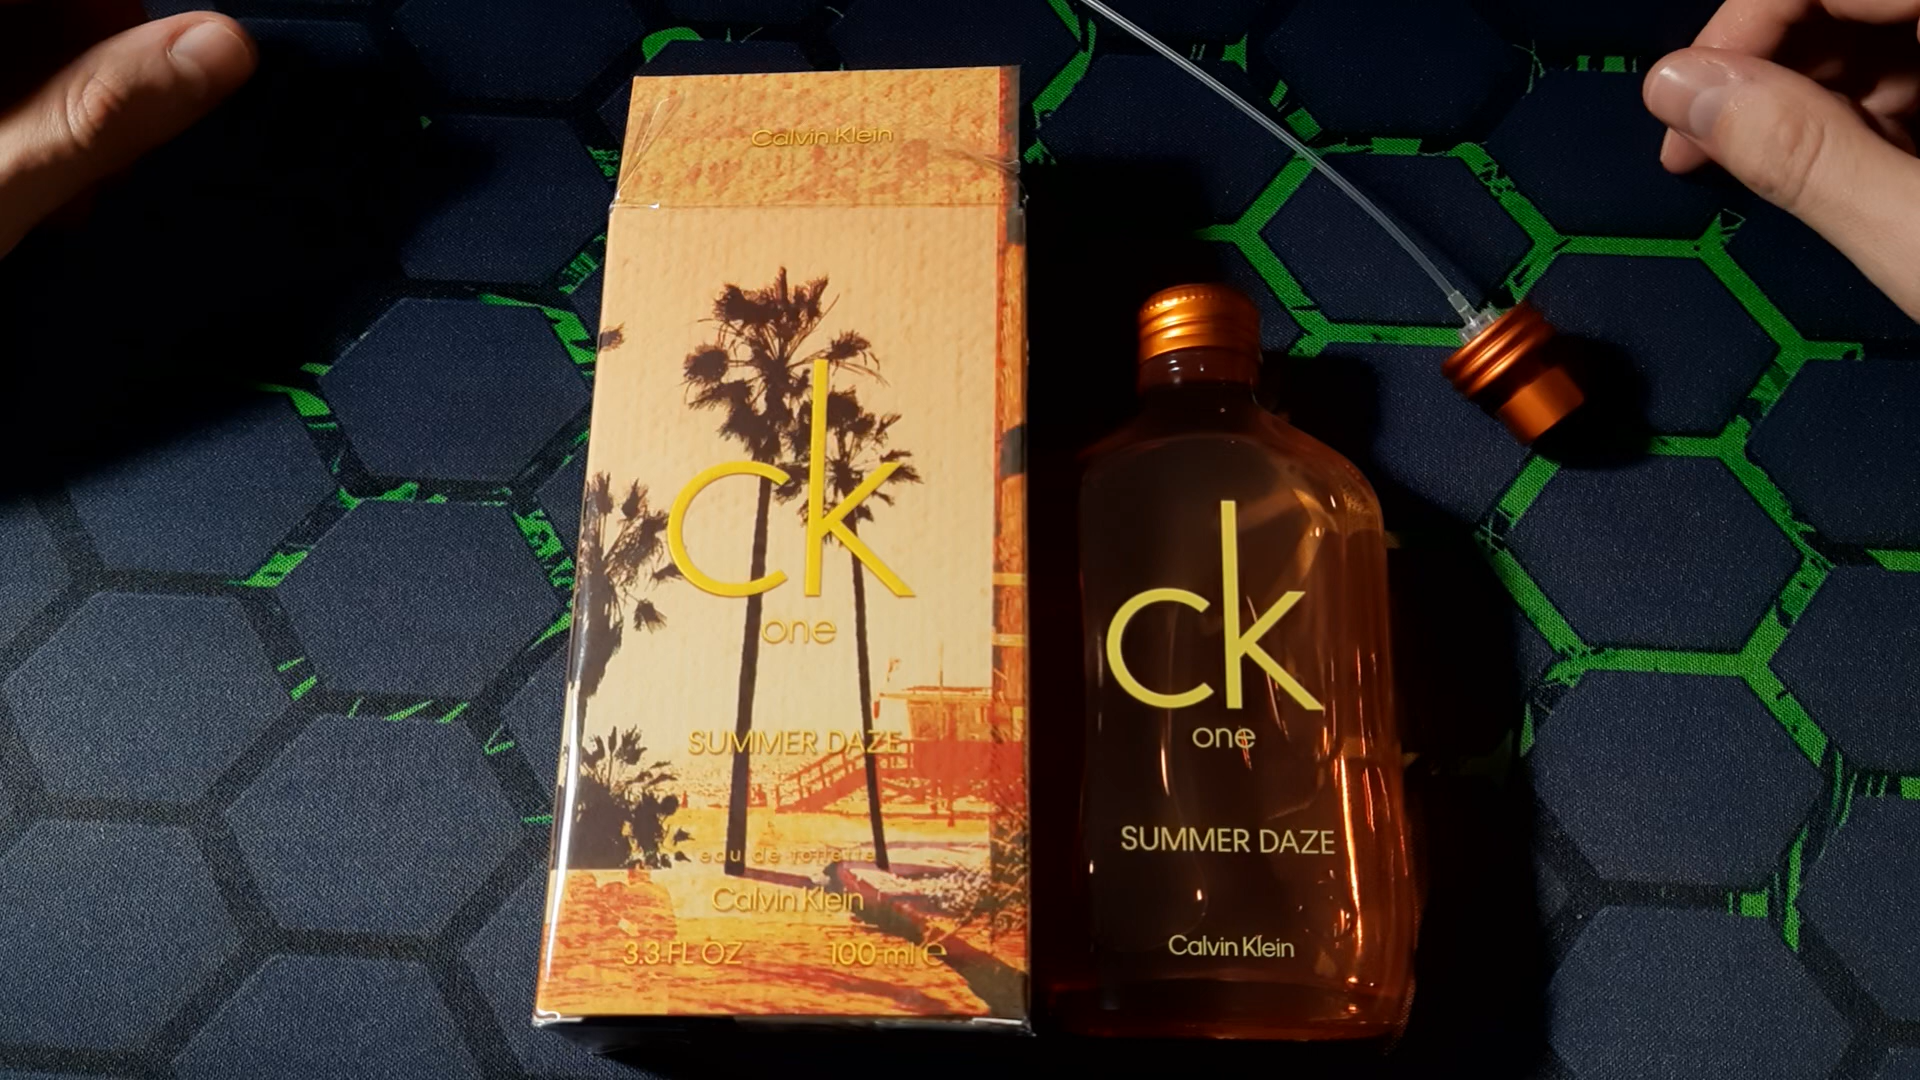 Calvin Klein
ck
one
SUMMER DAZE
eau de toilette
Calvin Klein
3.3 FL OZ 100 ml e
ck
one
SUMMER DAZE
Calvin Klein